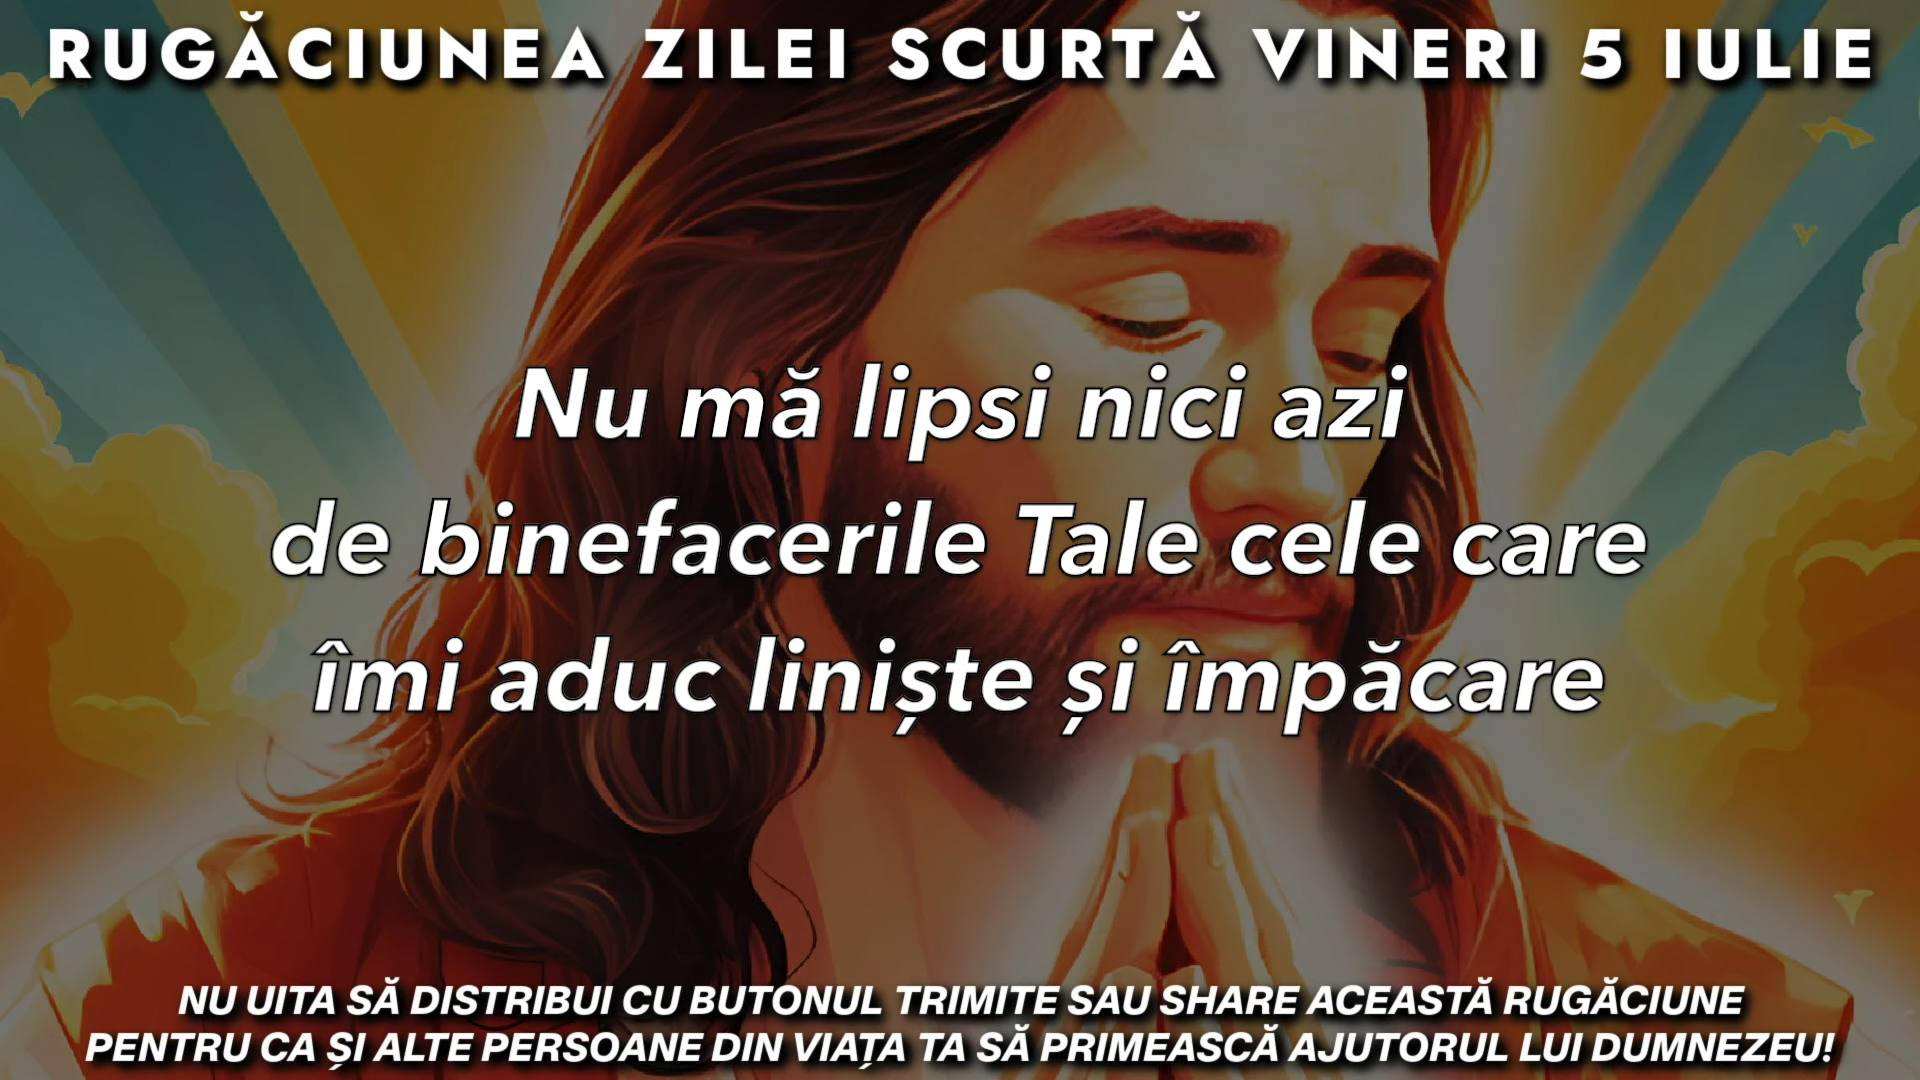 RUGĂCIUNEA ZILEI SCURTĂ VINERI 5 IULIE
Nu mă lipsi nici azi
de binefacerile Tale cele care
îmi aduc liniște și împăcare
NU UITA SĂ DISTRIBUI CU BUTONUL TRIMITE SAU SHARE ACEASTĂ RUGĂCIUNE
PENTRU CA ȘI ALTE PERSOANE DIN VIAȚA TA SĂ PRIMEASCĂ AJUTORUL LUI DUMNEZEU!